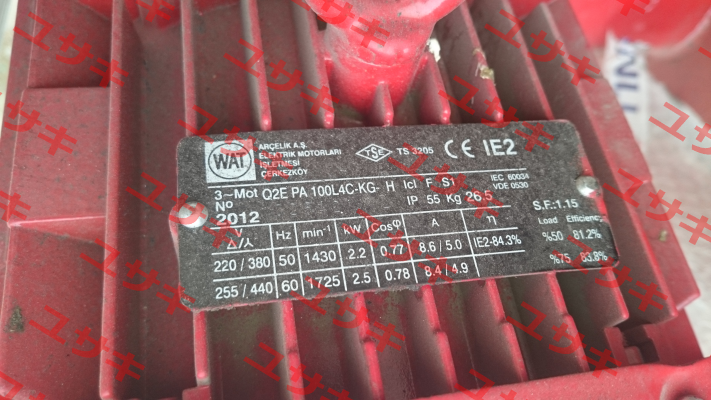 WAT
ARÇELİK A.Ş.
ELEKTRİK MOTORLARI
İŞLETMESİ
ÇERKEZKÖY
TSE TS 3205 CE IE2
3-Mot Q2E PA 100L4C-KG- H Icl F S1 IEC 60034
VDE 0530
No IP 55 Kg 26,5
2012 S.F.:1.15
V Hz min-1 kW Cosφ A η Load Efficiency
Δ/⅄
220 / 380 50 1430 2.2 0.77 8.6 / 5.0 IE2-84.3% %50 81.2%
255 / 440 60 1725 2.5 0.78 8.4 / 4.9 %75 83.8%
ユサキ